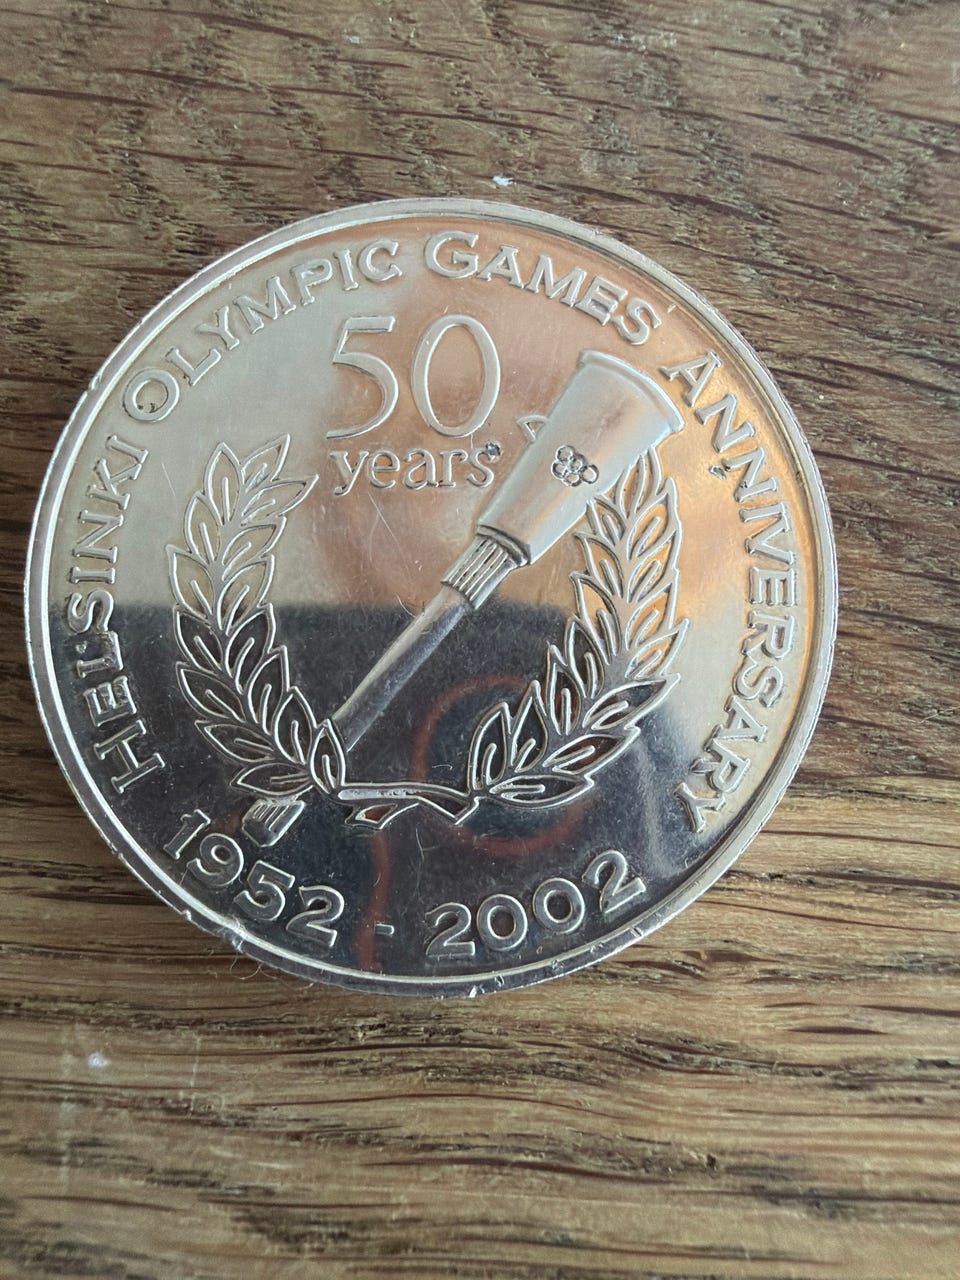 HELSINKI OLYMPIC GAMES ANNIVERSARY
50
years
1952 - 2002